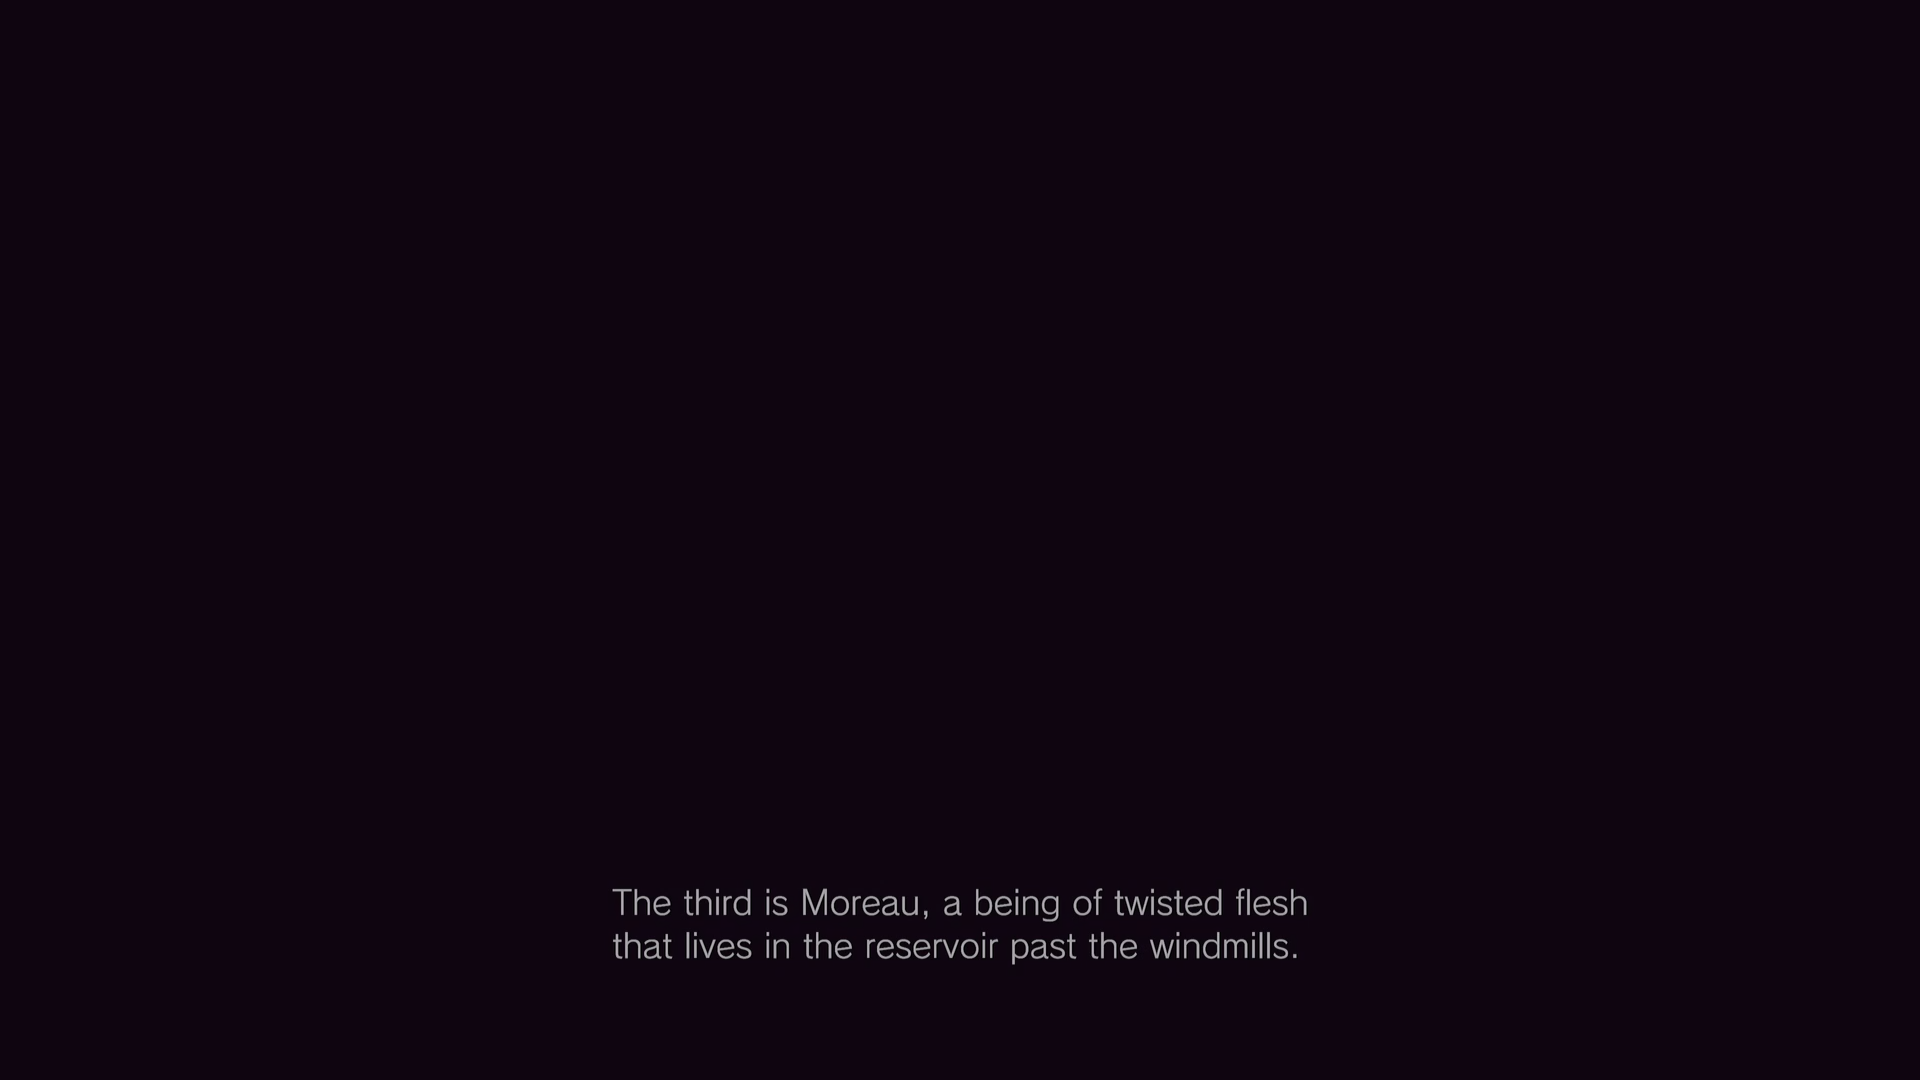 The third is Moreau, a being of twisted flesh
that lives in the reservoir past the windmills.